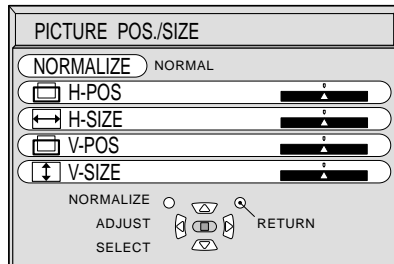 PICTURE POS./SIZE
NORMALIZE NORMAL
H-POS
H-SIZE
V-POS
V-SIZE
NORMALIZE
ADJUST RETURN
SELECT